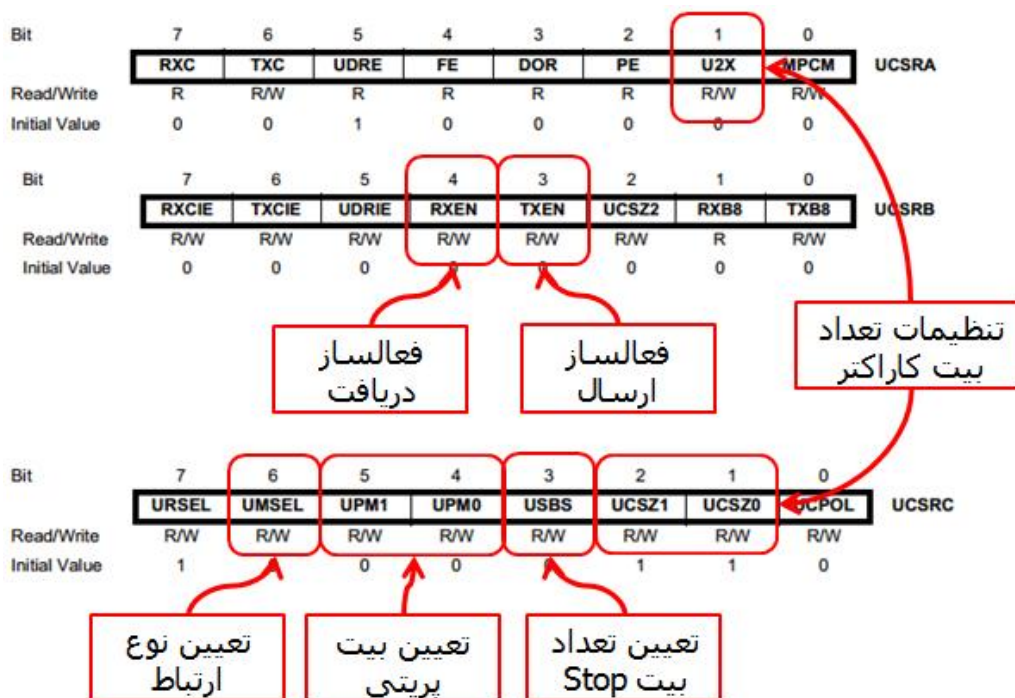 Bit 7 6 5 4 3 2 1 0
RXC TXC UDRE FE DOR PE U2X MPCM UCSRA
Read/Write R R/W R R R R R/W R/W
Initial Value 0 0 1 0 0 0 0 0
Bit 7 6 5 4 3 2 1 0
RXCIE TXCIE UDRIE RXEN TXEN UCSZ2 RXB8 TXB8 UCSRB
Read/Write R/W R/W R/W R/W R/W R/W R R/W
Initial Value 0 0 0 0 0 0 0 0
فعالساز
دریافت
فعالساز
ارسال
تنظیمات تعداد
بیت کاراکتر
Bit 7 6 5 4 3 2 1 0
URSEL UMSEL UPM1 UPM0 USBS UCSZ1 UCSZ0 UCPOL UCSRC
Read/Write R/W R/W R/W R/W R/W R/W R/W R/W
Initial Value 1 0 0 0 0 1 1 0
تعیین نوع
ارتباط
تعیین بیت
پریتی
تعیین تعداد
بیت Stop